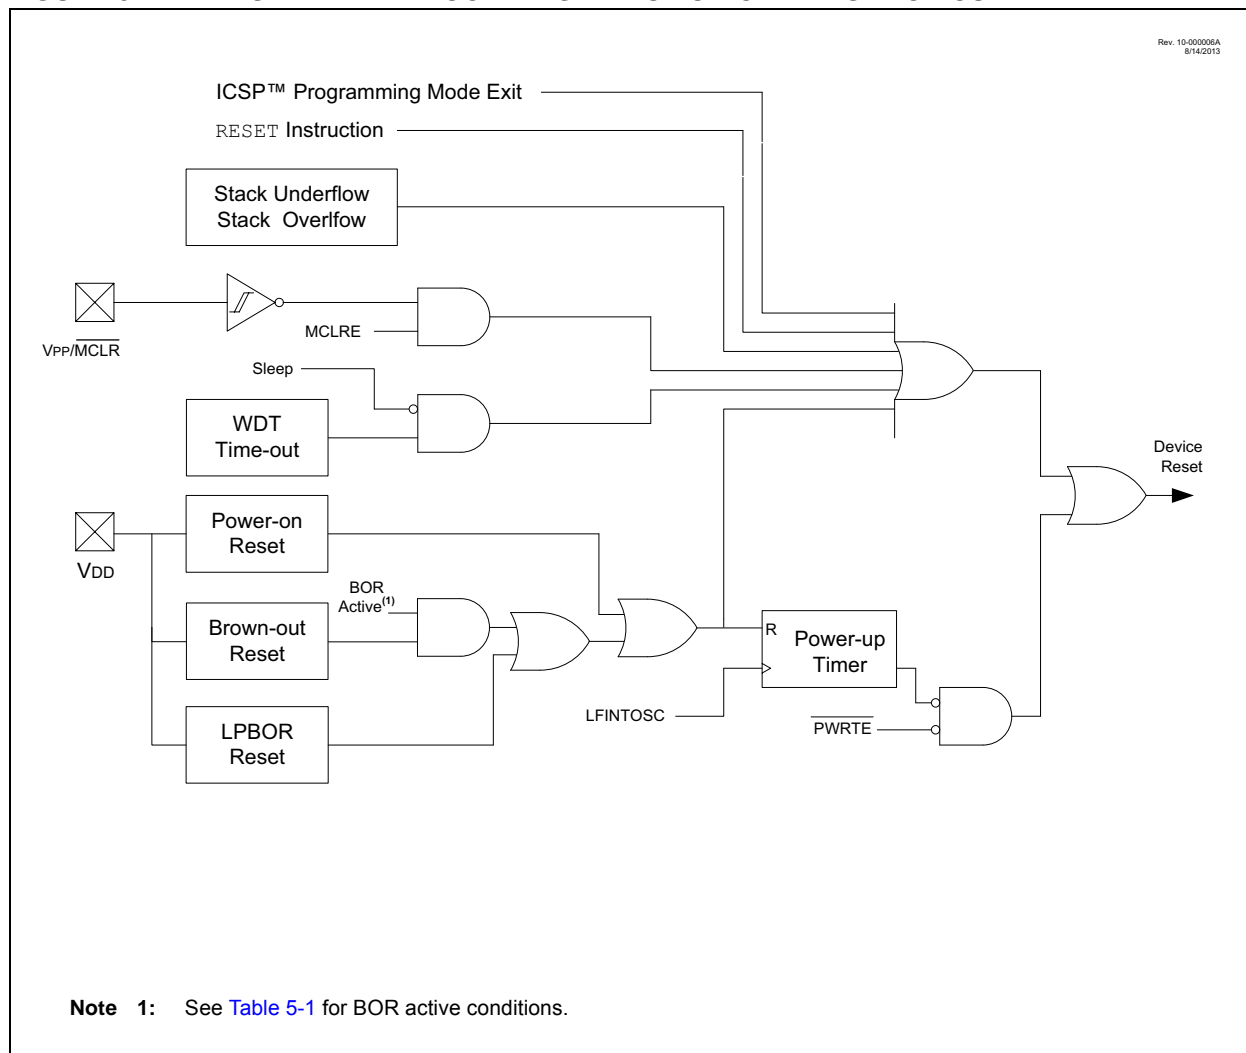 Rev. 10-000006A
8/14/2013
ICSP™ Programming Mode Exit
RESET Instruction
Stack Underflow
Stack Overlfow
VPP/MCLR
MCLRE
Sleep
WDT
Time-out
Device
Reset
VDD
Power-on
Reset
BOR
Active(1)
Brown-out
Reset
R
Power-up
Timer
LFINTOSC
PWRTE
LPBOR
Reset
Note 1: See Table 5-1 for BOR active conditions.